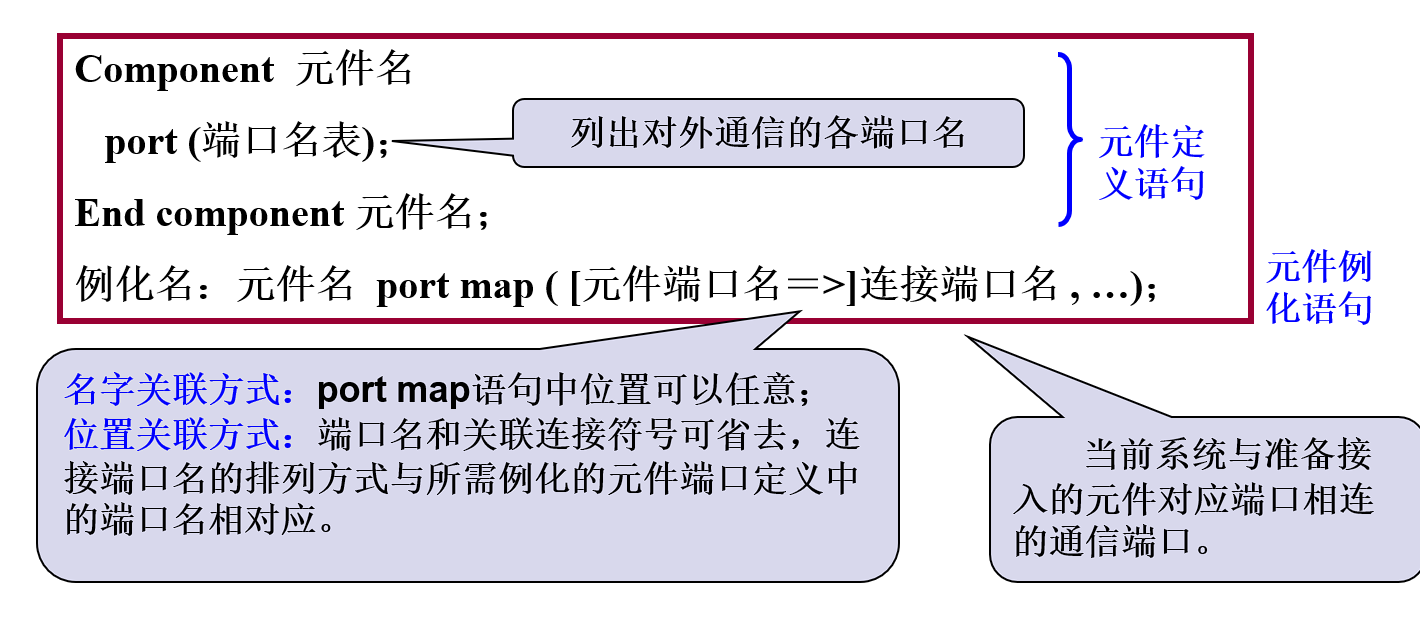 Component 元件名
port (端口名表);
列出对外通信的各端口名
End component 元件名;
元件定
义语句
例化名：元件名 port map ( [元件端口名＝>]连接端口名 , …);
元件例
化语句
名字关联方式：port map语句中位置可以任意；
位置关联方式：端口名和关联连接符号可省去，连
接端口名的排列方式与所需例化的元件端口定义中
的端口名相对应。
当前系统与准备接
入的元件对应端口相连
的通信端口。